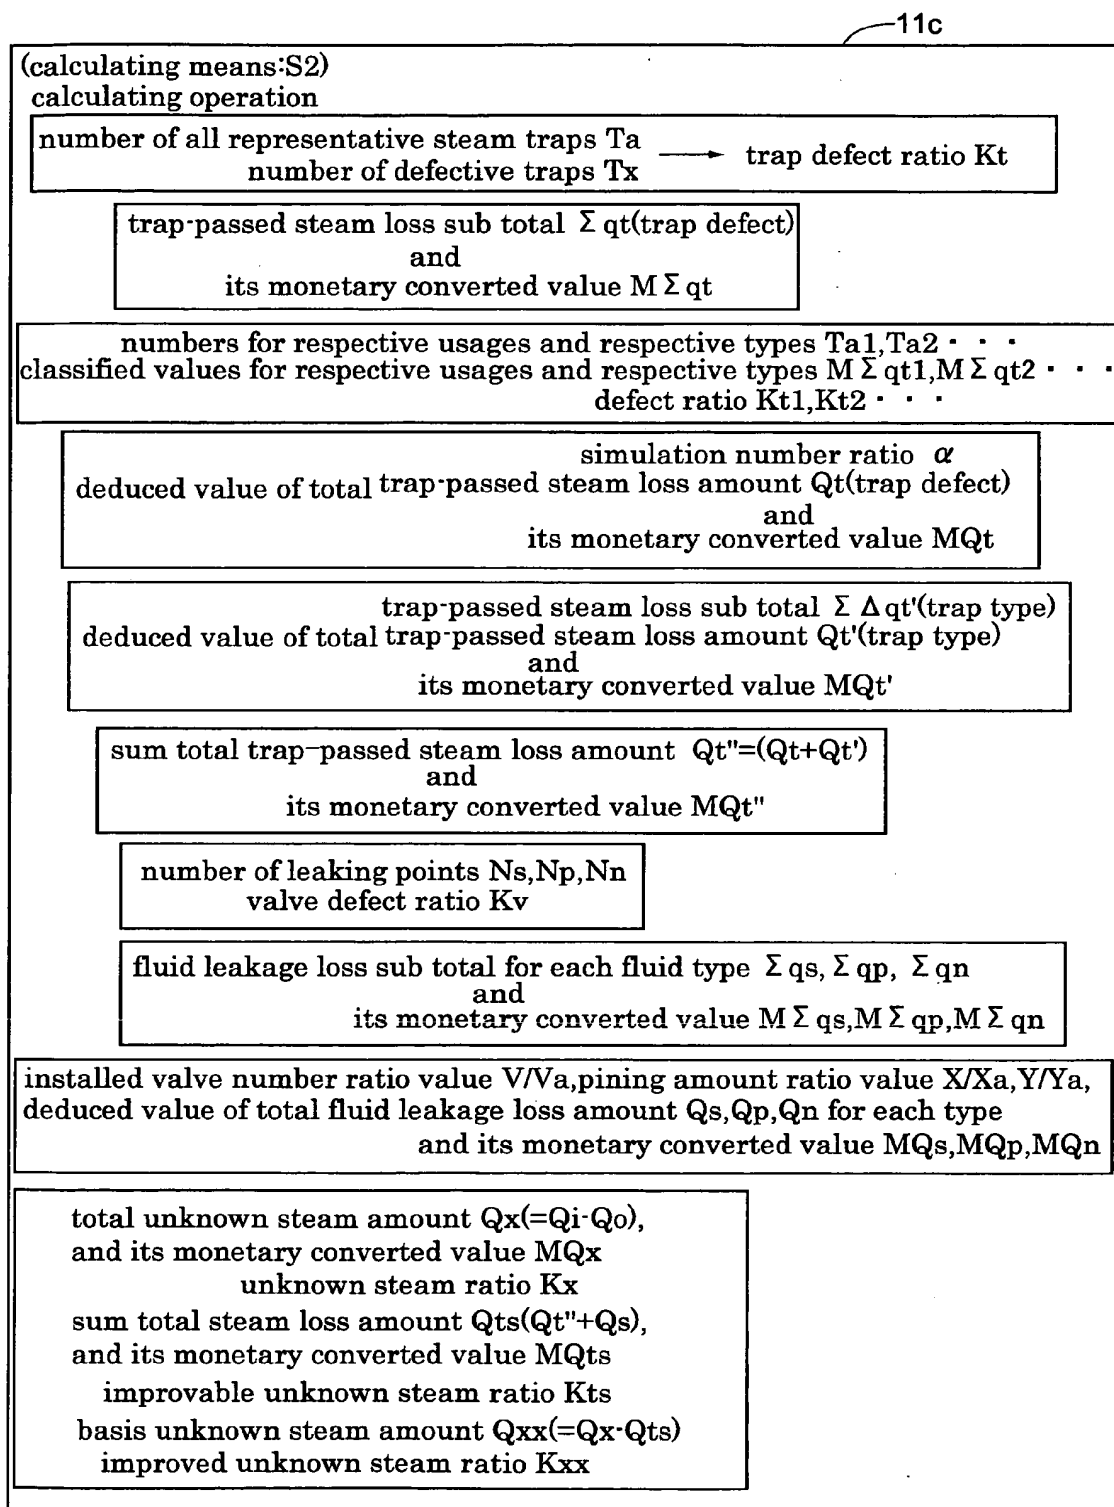 11c
(calculating means:S2)
calculating operation
number of all representative steam traps Ta
number of defective traps Tx
→ trap defect ratio Kt
trap-passed steam loss sub total Σqt(trap defect)
and
its monetary converted value MΣqt
numbers for respective usages and respective types Ta1,Ta2・・・
classified values for respective usages and respective types MΣqt1,MΣqt2・・・
defect ratio Kt1,Kt2・・・
simulation number ratio α
deduced value of total trap-passed steam loss amount Qt(trap defect)
and
its monetary converted value MQt
trap-passed steam loss sub total ΣΔqt'(trap type)
deduced value of total trap-passed steam loss amount Qt'(trap type)
and
its monetary converted value MQt'
sum total trap-passed steam loss amount Qt"=(Qt+Qt')
and
its monetary converted value MQt"
number of leaking points Ns,Np,Nn
valve defect ratio Kv
fluid leakage loss sub total for each fluid type Σqs,Σqp, Σqn
and
its monetary converted value MΣqs,MΣqp,MΣqn
installed valve number ratio value V/Va,pining amount ratio value X/Xa,Y/Ya,
deduced value of total fluid leakage loss amount Qs,Qp,Qn for each type
and its monetary converted value MQs,MQp,MQn
total unknown steam amount Qx(=Qi-Qo),
and its monetary converted value MQx
unknown steam ratio Kx
sum total steam loss amount Qts(Qt"+Qs),
and its monetary converted value MQts
improvable unknown steam ratio Kts
basis unknown steam amount Qxx(=Qx-Qts)
improved unknown steam ratio Kxx